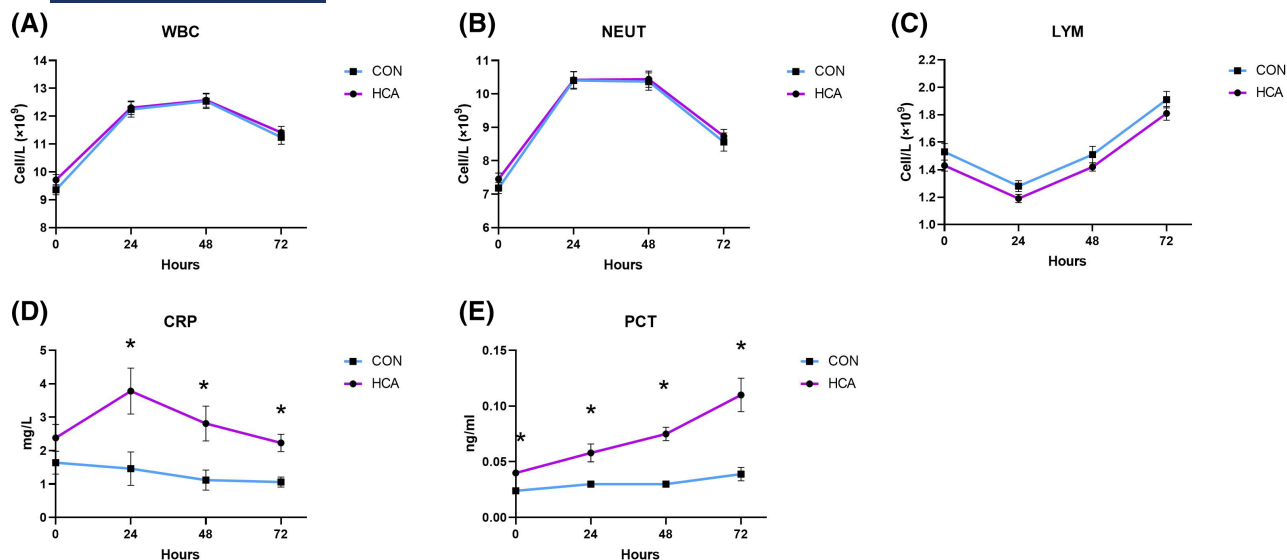 (A)
WBC
14
13
12
11
10
9
8
Cell/L (×10⁹)
0 24 48 72
Hours
CON
HCA
(B)
NEUT
11
10
9
8
7
6
Cell/L (×10⁹)
0 24 48 72
Hours
CON
HCA
(C)
LYM
2.2
2.0
1.8
1.6
1.4
1.2
1.0
Cell/L (×10⁹)
0 24 48 72
Hours
CON
HCA
(D)
CRP
5
4
3
2
1
0
mg/L
* * *
0 24 48 72
Hours
CON
HCA
(E)
PCT
0.15
0.10
0.05
0.00
ng/ml
* * * *
0 24 48 72
Hours
CON
HCA